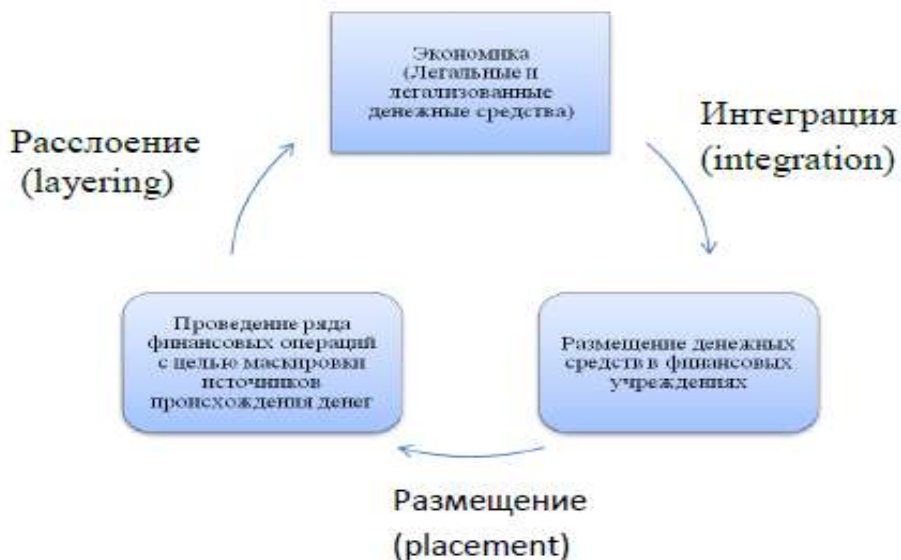 Экономика
(Легальные и
легализованные
денежные средства)
Расслоение
(layering)
Интеграция
(integration)
Проведение ряда
финансовых операций
с целью маскировки
источников
происхождения денег
Размещение денежных
средств в финансовых
учреждениях
Размещение
(placement)